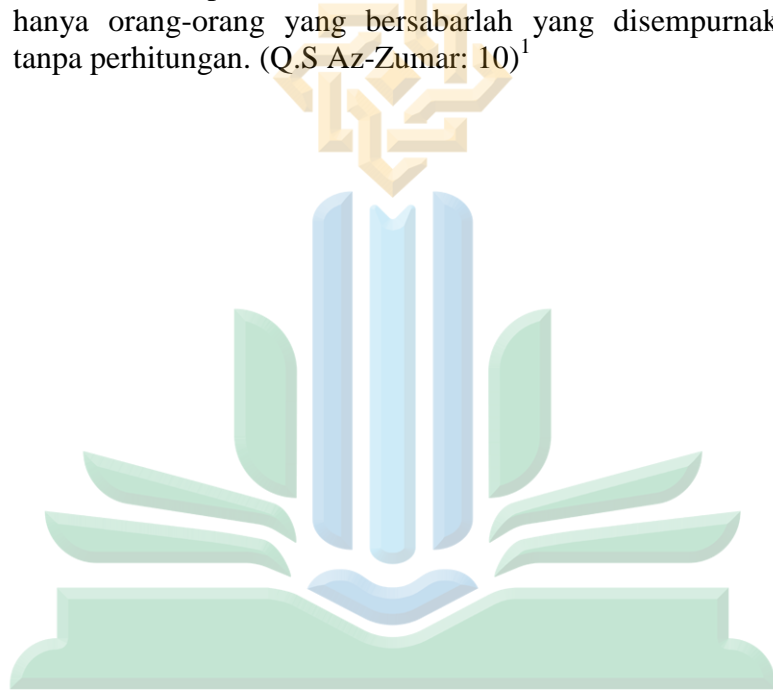 hanya orang-orang yang bersabarlah yang disempurnak
tanpa perhitungan. (Q.S Az-Zumar: 10)1